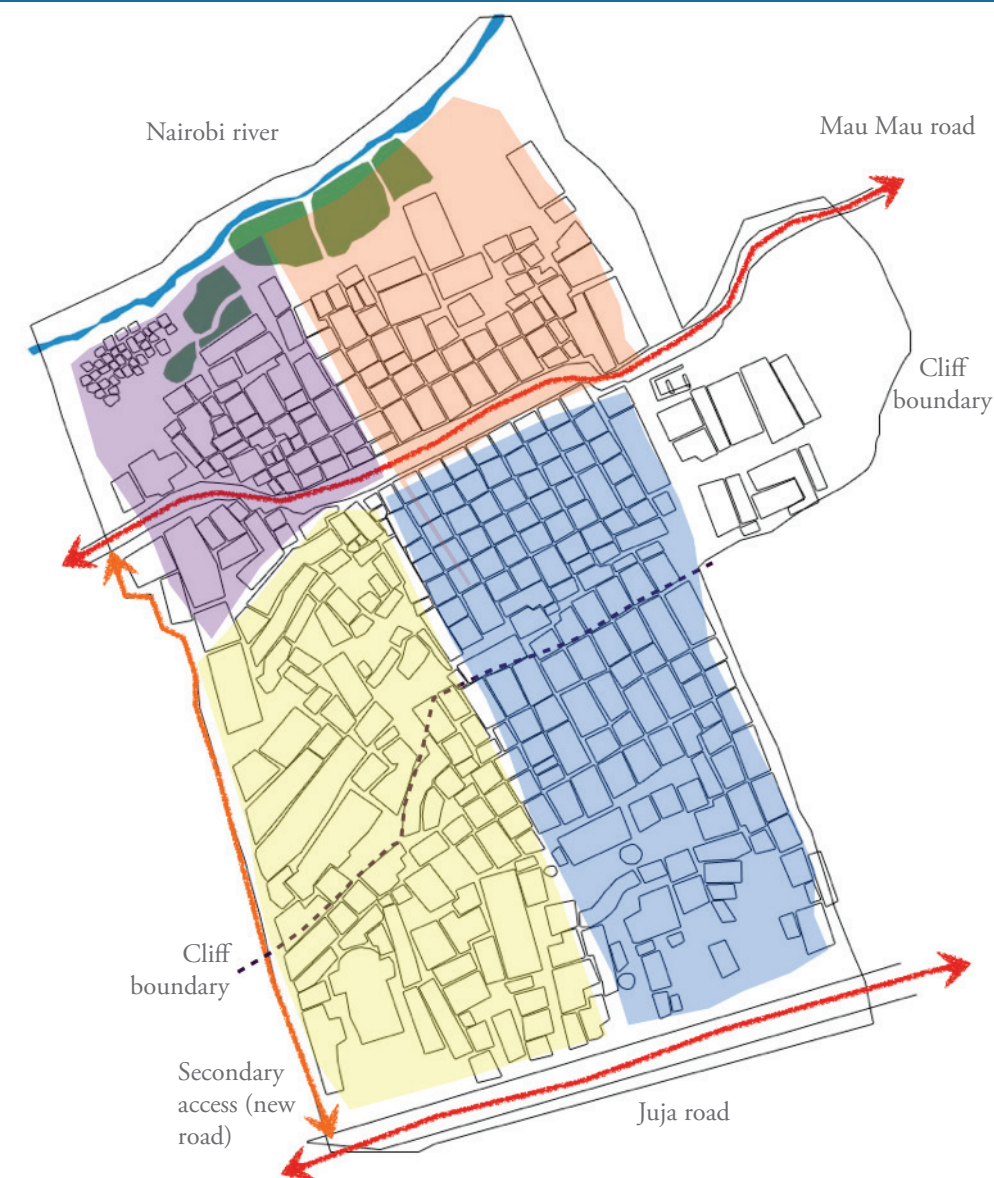 Nairobi river
Mau Mau road
Cliff
boundary
Cliff
boundary
Secondary
access (new
road)
Juja road